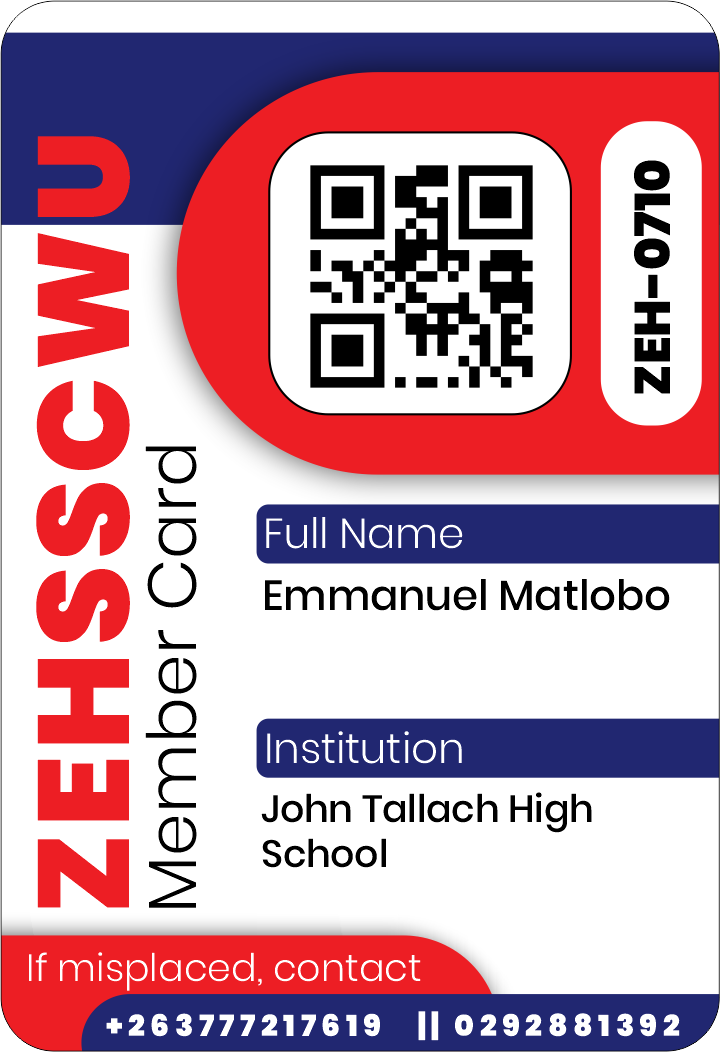 ZEHSSCWU
Member Card
ZEH-0710
Full Name
Emmanuel Matlobo
Institution
John Tallach High
School
If misplaced, contact
+263777217619 || 0292881392